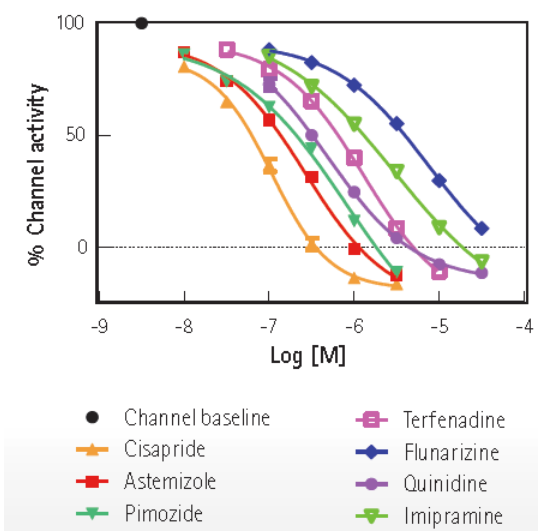 100
50
0
% Channel activity
-9 -8 -7 -6 -5 -4
Log [M]
Channel baseline
Cisapride
Astemizole
Pimozide
Terfenadine
Flunarizine
Quinidine
Imipramine